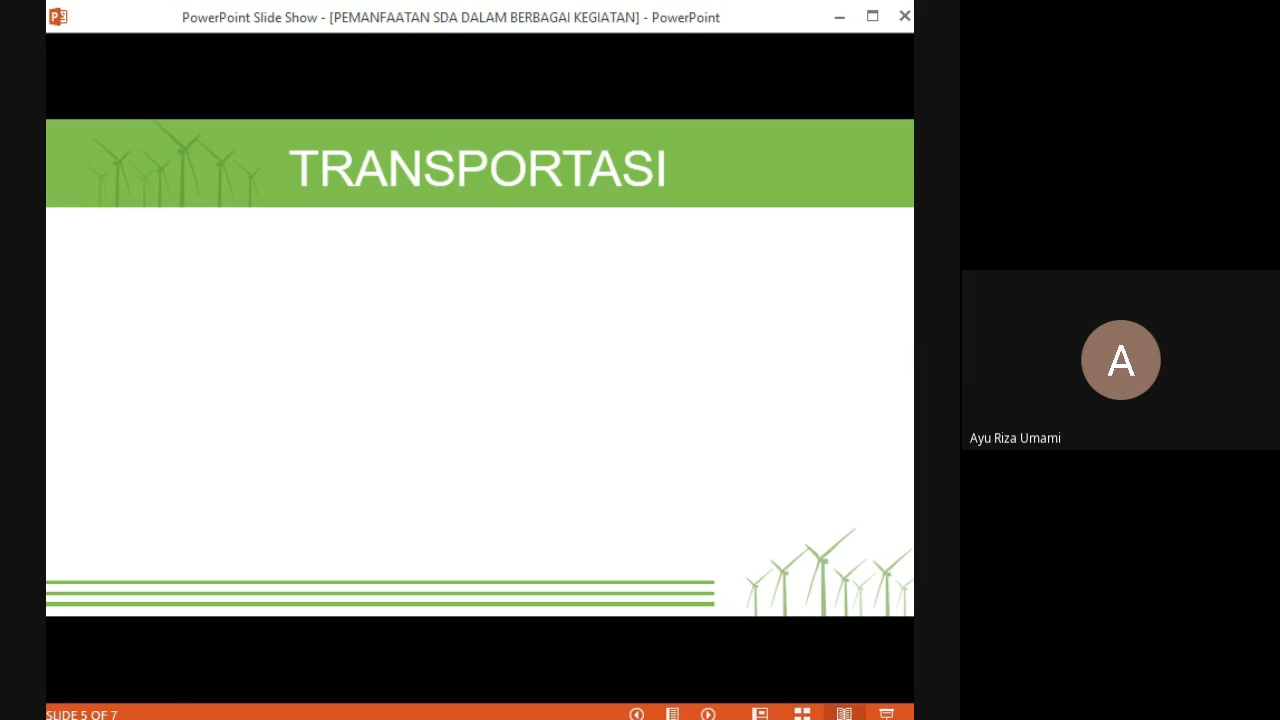 PowerPoint Slide Show - [PEMANFAATAN SDA DALAM BERBAGAI KEGIATAN] - PowerPoint
TRANSPORTASI
A
Ayu Riza Umami
SLIDE 5 OF 7